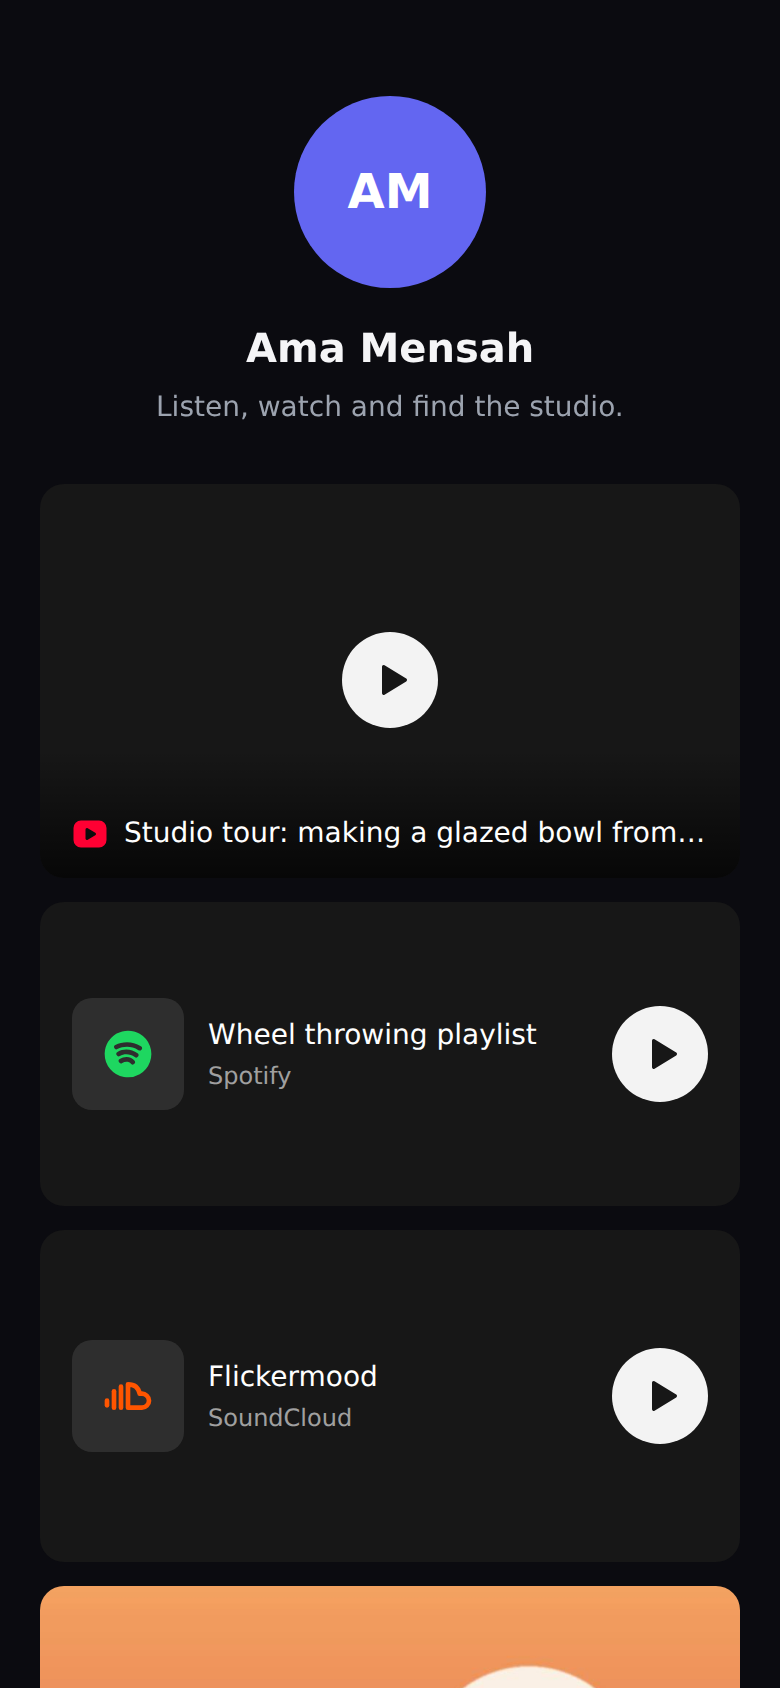 AM
Ama Mensah
Listen, watch and find the studio.
Studio tour: making a glazed bowl from...
Wheel throwing playlist
Spotify
Flickermood
SoundCloud